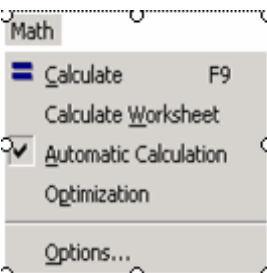 Math
Calculate F9
Calculate Worksheet
Automatic Calculation
Optimization
Options...